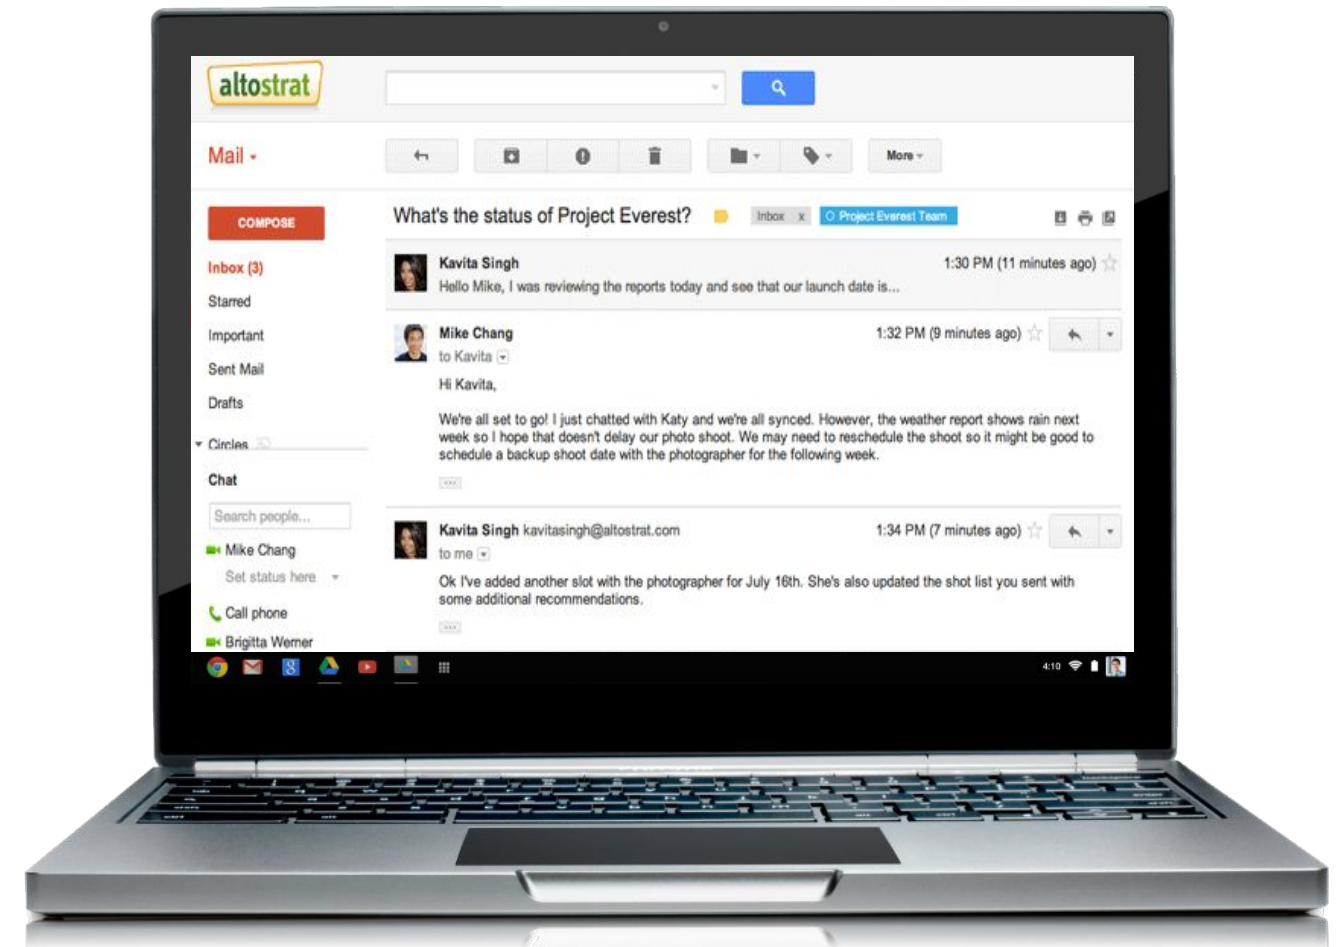 altostrat
Mail
More
COMPOSE
What's the status of Project Everest?
Inbox x
Project Everest Team
Inbox (3)
Starred
Important
Sent Mail
Drafts
Circles
Chat
Search people...
Mike Chang
Set status here
Call phone
Brigitta Werner
Kavita Singh
1:30 PM (11 minutes ago)
Hello Mike, I was reviewing the reports today and see that our launch date is...
Mike Chang
1:32 PM (9 minutes ago)
to Kavita
Hi Kavita,
We're all set to go! I just chatted with Katy and we're all synced. However, the weather report shows rain next
week so I hope that doesn't delay our photo shoot. We may need to reschedule the shoot so it might be good to
schedule a backup shoot date with the photographer for the following week.
Kavita Singh kavitasingh@altostrat.com
1:34 PM (7 minutes ago)
to me
Ok I've added another slot with the photographer for July 16th. She's also updated the shot list you sent with
some additional recommendations.
8
4:10